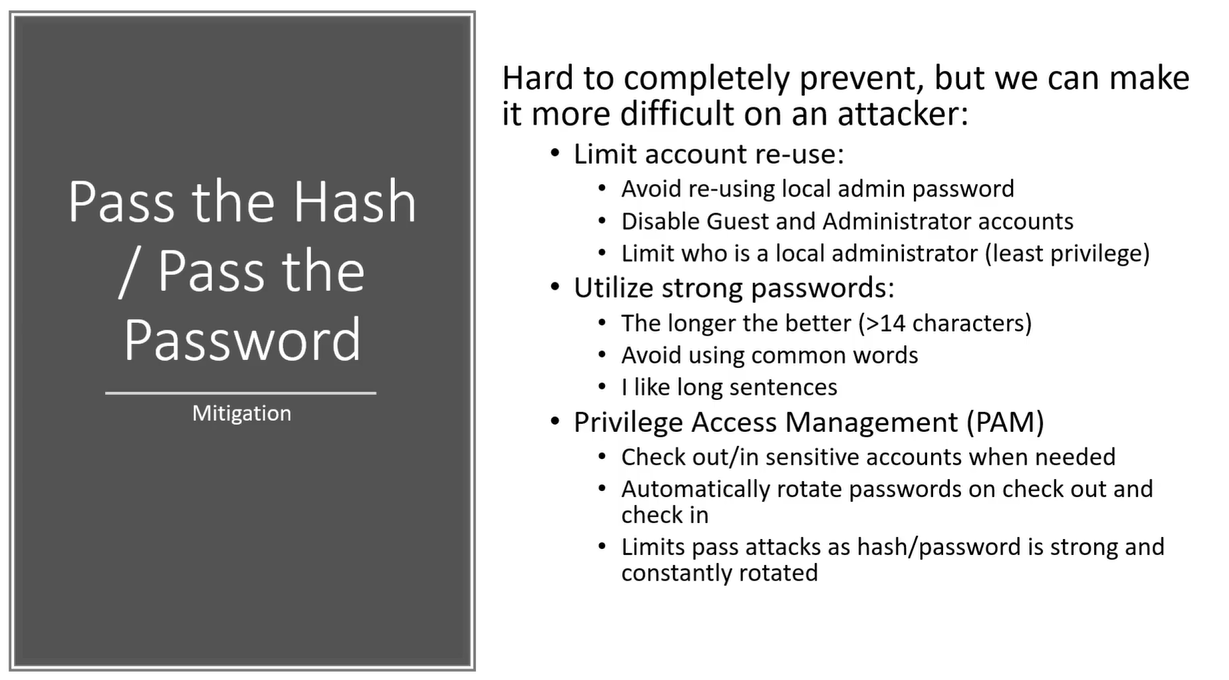 Pass the Hash
/ Pass the
Password
Mitigation
Hard to completely prevent, but we can make
it more difficult on an attacker:
• Limit account re-use:
• Avoid re-using local admin password
• Disable Guest and Administrator accounts
• Limit who is a local administrator (least privilege)
• Utilize strong passwords:
• The longer the better (>14 characters)
• Avoid using common words
• I like long sentences
• Privilege Access Management (PAM)
• Check out/in sensitive accounts when needed
• Automatically rotate passwords on check out and
check in
• Limits pass attacks as hash/password is strong and
constantly rotated